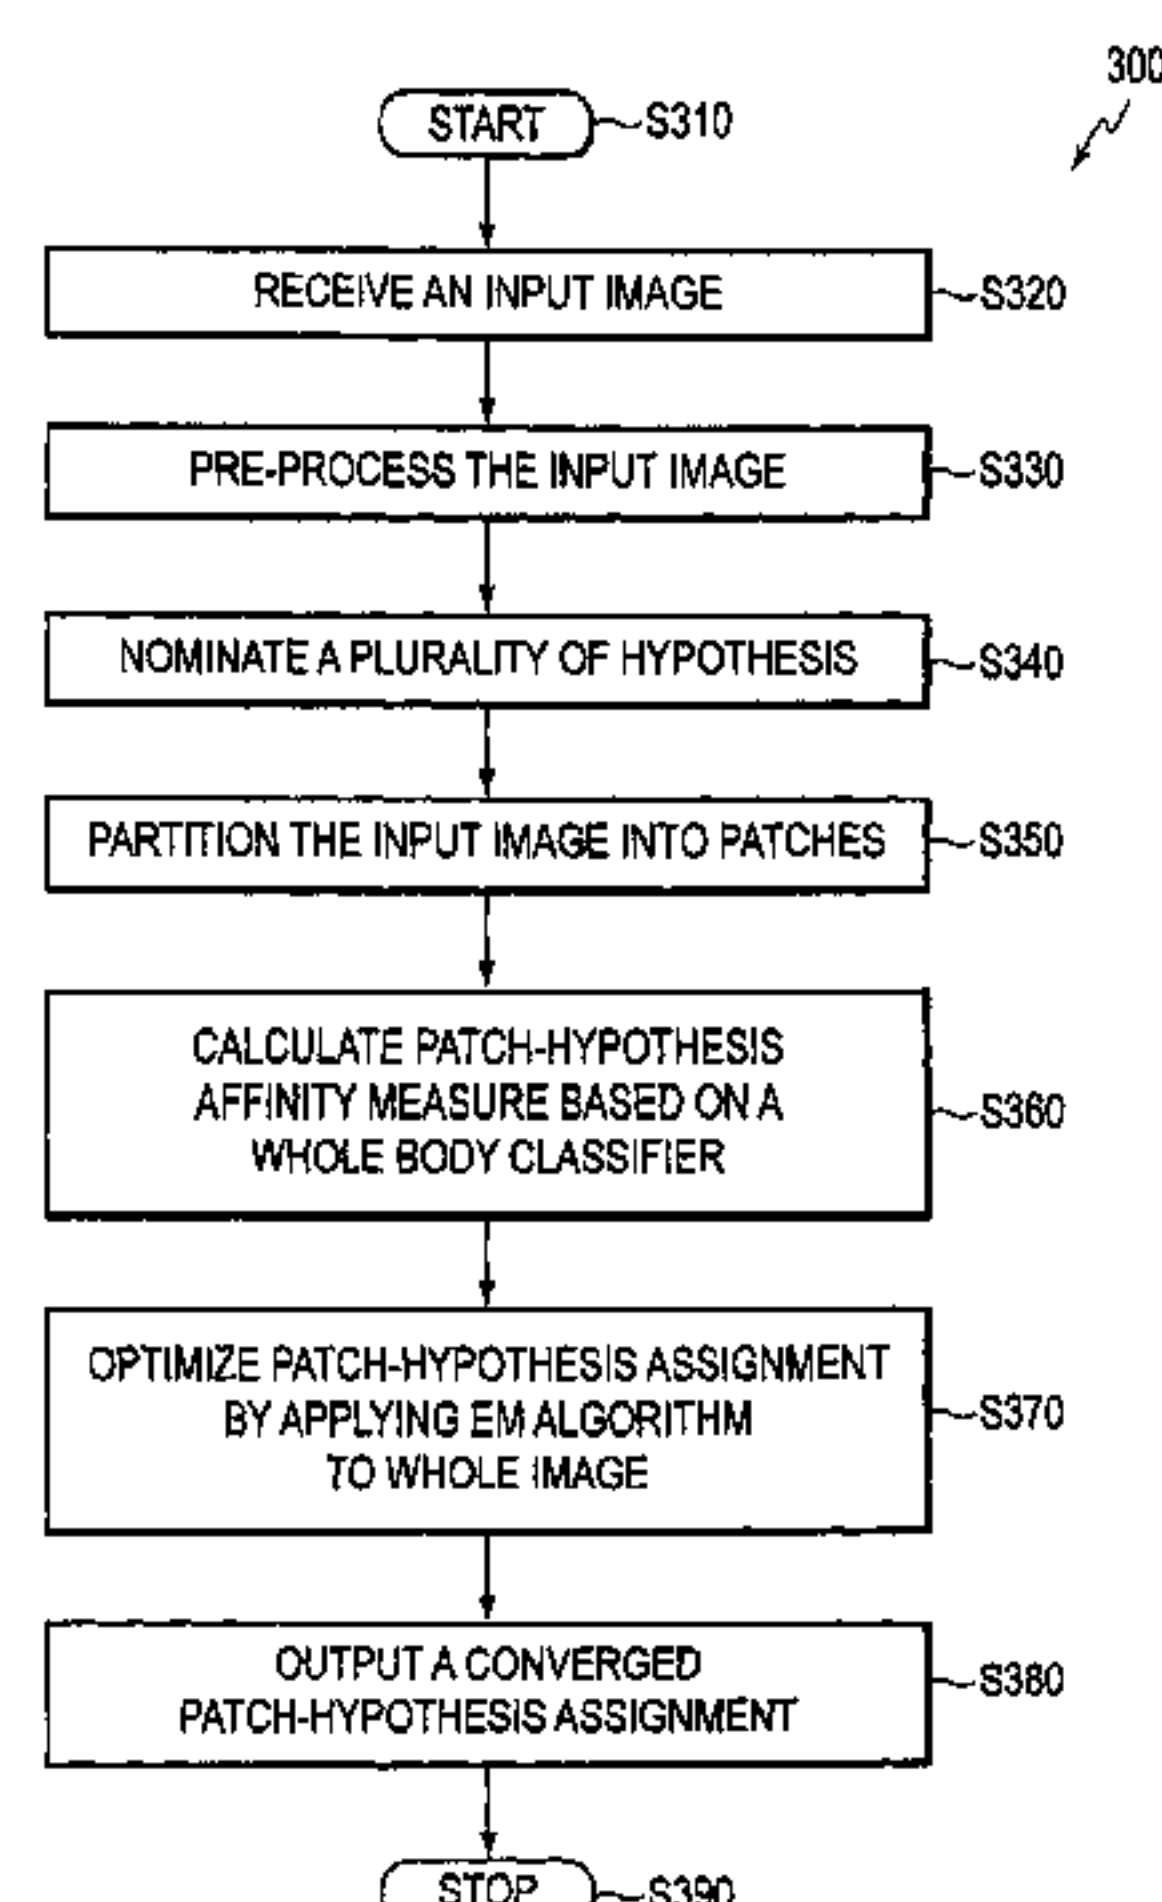 300
START S310
RECEIVE AN INPUT IMAGE S320
PRE-PROCESS THE INPUT IMAGE S330
NOMINATE A PLURALITY OF HYPOTHESIS S340
PARTITION THE INPUT IMAGE INTO PATCHES S350
CALCULATE PATCH-HYPOTHESIS
AFFINITY MEASURE BASED ON A S360
WHOLE BODY CLASSIFIER
OPTIMIZE PATCH-HYPOTHESIS ASSIGNMENT
BY APPLYING EM ALGORITHM S370
TO WHOLE IMAGE
OUTPUT A CONVERGED S380
PATCH-HYPOTHESIS ASSIGNMENT
STOP S390